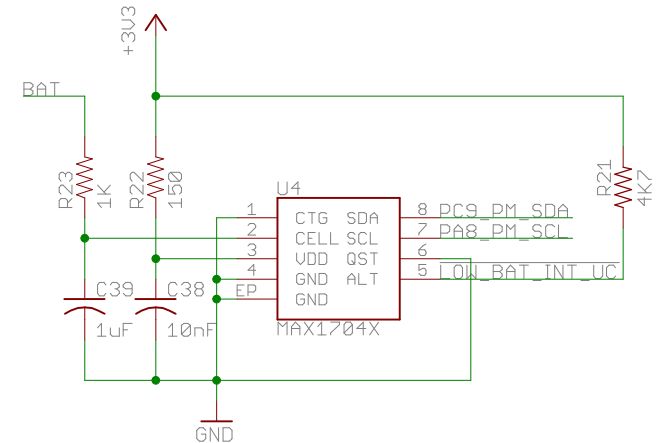 +3V3
BAT
R23
1K
R22
150
R21
4K7
U4
1 CTG SDA 8 PC9_PM_SDA
2 CELL SCL 7 PA8_PM_SCL
3 VDD QST 6
4 GND ALT 5 LOW_BAT_INT_UC
EP GND
MAX1704X
C39
1uF
C38
10nF
GND